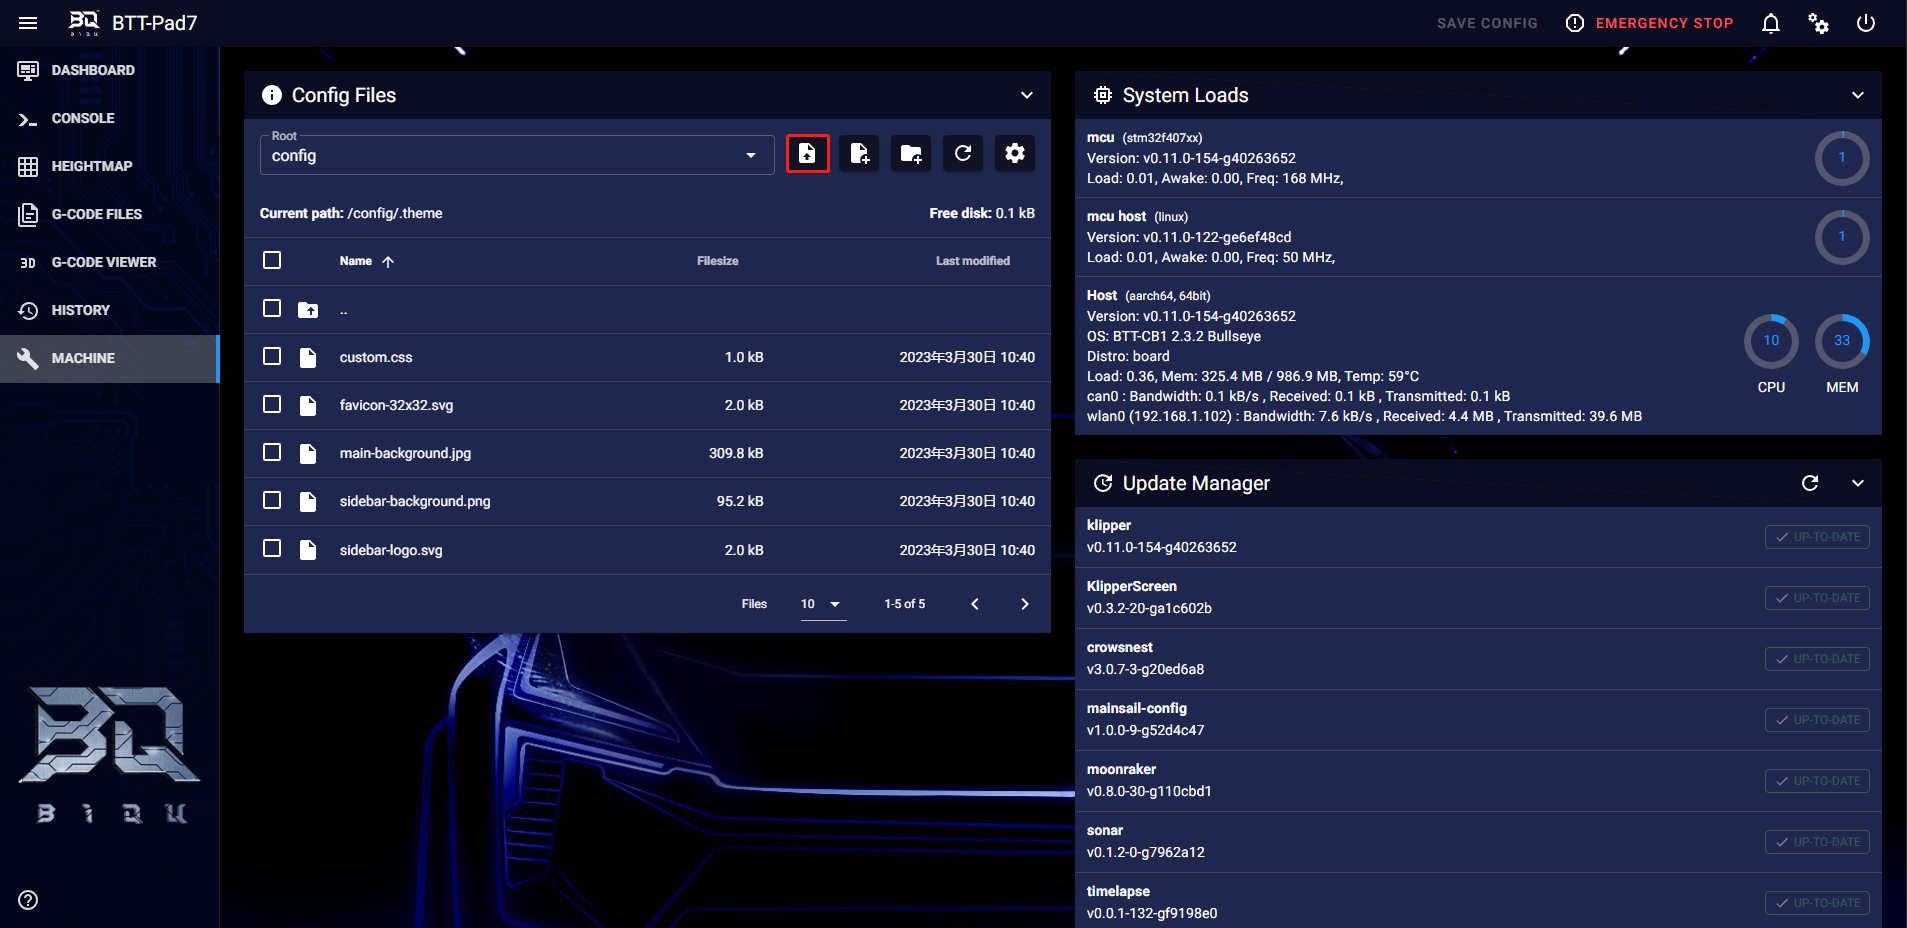 BTT-Pad7
SAVE CONFIG
EMERGENCY STOP
DASHBOARD
CONSOLE
HEIGHTMAP
G-CODE FILES
3D G-CODE VIEWER
HISTORY
MACHINE
BQ
BIQU
Config Files
Root
config
Current path: /config/.theme
Free disk: 0.1 kB
Name Filesize Last modified
..
custom.css 1.0 kB 2023年3月30日 10:40
favicon-32x32.svg 2.0 kB 2023年3月30日 10:40
main-background.jpg 309.8 kB 2023年3月30日 10:40
sidebar-background.png 95.2 kB 2023年3月30日 10:40
sidebar-logo.svg 2.0 kB 2023年3月30日 10:40
Files 10 1-5 of 5
System Loads
mcu (stm32f407xx)
Version: v0.11.0-154-g40263652
Load: 0.01, Awake: 0.00, Freq: 168 MHz,
1
mcu host (linux)
Version: v0.11.0-122-ge6ef48cd
Load: 0.01, Awake: 0.00, Freq: 50 MHz,
1
Host (aarch64, 64bit)
Version: v0.11.0-154-g40263652
OS: BTT-CB1 2.3.2 Bullseye
Distro: board
Load: 0.36, Mem: 325.4 MB / 986.9 MB, Temp: 59°C
can0 : Bandwidth: 0.1 kB/s , Received: 0.1 kB , Transmitted: 0.1 kB
wlan0 (192.168.1.102) : Bandwidth: 7.6 kB/s , Received: 4.4 MB , Transmitted: 39.6 MB
10 33
CPU MEM
Update Manager
klipper
v0.11.0-154-g40263652
UP-TO-DATE
KlipperScreen
v0.3.2-20-ga1c602b
UP-TO-DATE
crowsnest
v3.0.7-3-g20ed6a8
UP-TO-DATE
mainsail-config
v1.0.0-9-g52d4c47
UP-TO-DATE
moonraker
v0.8.0-30-g110cbd1
UP-TO-DATE
sonar
v0.1.2-0-g7962a12
UP-TO-DATE
timelapse
v0.0.1-132-gf9198e0
UP-TO-DATE